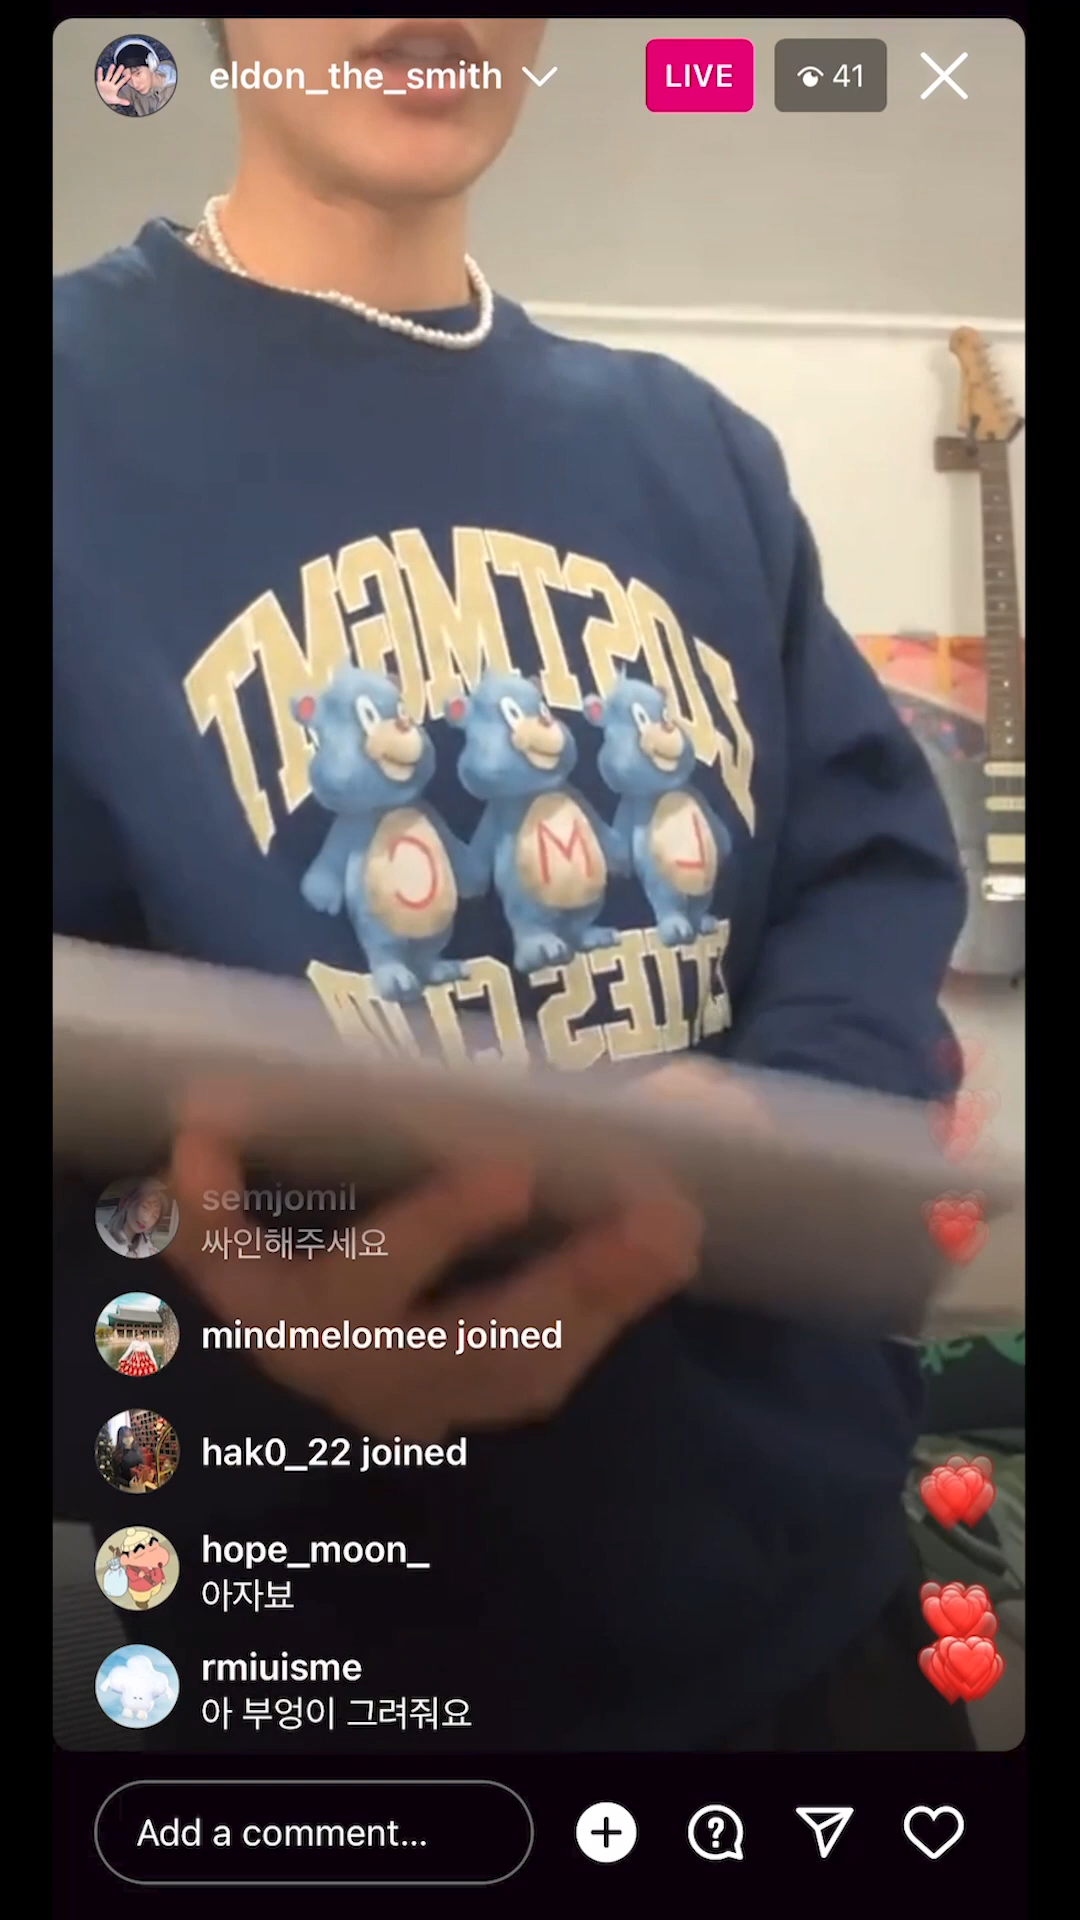 eldon_the_smith
LIVE
41
LOSTMGMT
C M L
semjomil
싸인해주세요
mindmelomee joined
hak0_22 joined
hope_moon_
아자뵤
rmiuisme
아 부엉이 그려줘요
Add a comment...